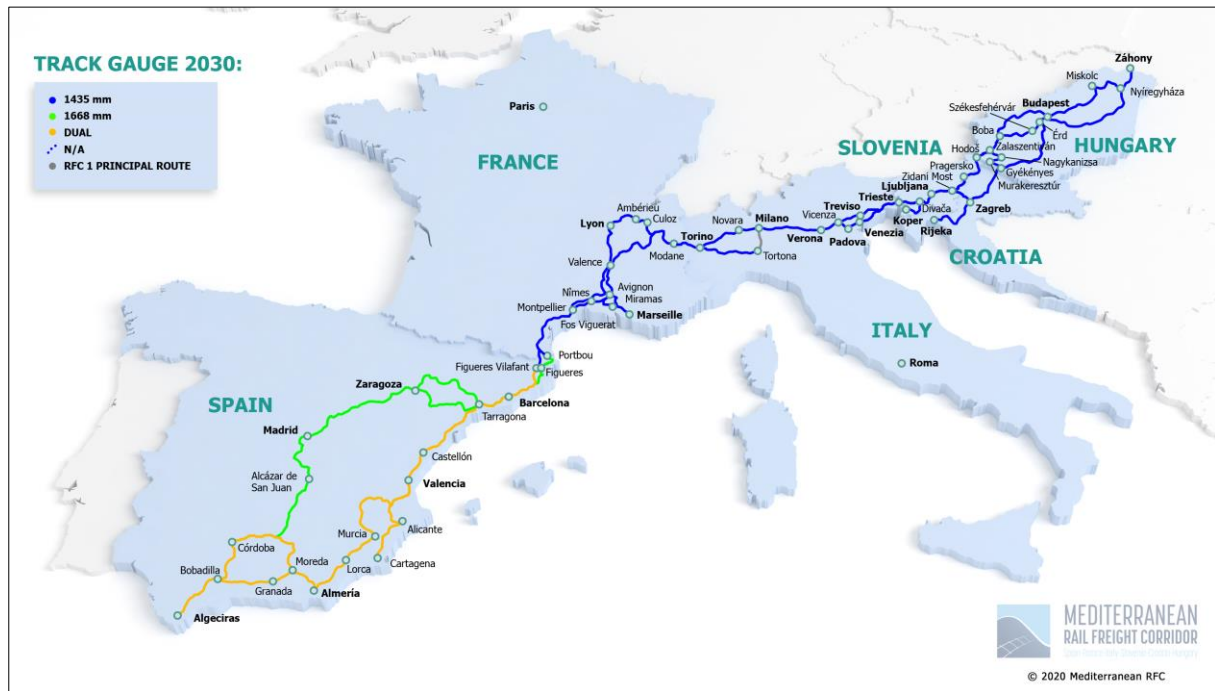 TRACK GAUGE 2030:
1435 mm
1668 mm
DUAL
N/A
RFC 1 PRINCIPAL ROUTE
Paris
FRANCE
Záhony
Miskolc
Nyíregyháza
Székesfehérvár
Budapest
Érd
Boba
SLOVENIA
HUNGARY
Hodoš
Zalaszentiván
Nagykanizsa
Pragersko
Gyékényes
Zidani Most
Murakeresztúr
Ljubljana
Zagreb
Trieste
Divača
Koper
Rijeka
CROATIA
Treviso
Vicenza
Venezia
Padova
Verona
Milano
Novara
Torino
Tortona
Modane
Ambérieu
Culoz
Lyon
Valence
Avignon
Miramas
Nîmes
Montpellier
Marseille
Fos Viguerat
ITALY
Roma
Portbou
Figueres Vilafant
Figueres
Zaragoza
Barcelona
Tarragona
SPAIN
Madrid
Castellón
Alcázar de
San Juan
Valencia
Alicante
Murcia
Córdoba
Moreda
Lorca
Cartagena
Bobadilla
Granada
Almería
Algeciras
MEDITERRANEAN
RAIL FREIGHT CORRIDOR
© 2020 Mediterranean RFC